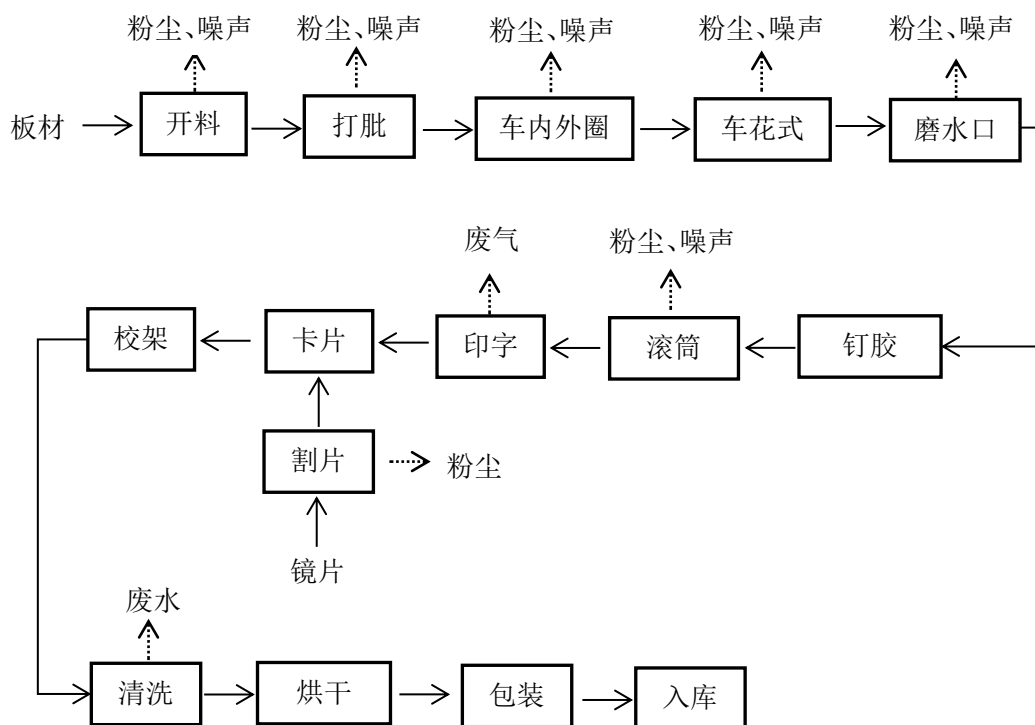 粉尘、噪声 粉尘、噪声 粉尘、噪声 粉尘、噪声 粉尘、噪声
板材 开料 打肶 车内外圈 车花式 磨水口
废气 粉尘、噪声
校架 卡片 印字 滚筒 钉胶
割片 粉尘
镜片
废水
清洗 烘干 包装 入库